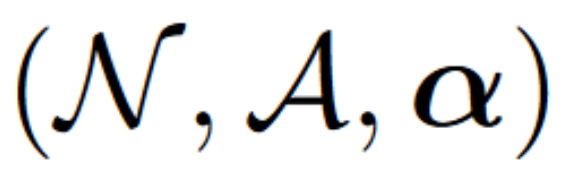 (𝒩, 𝒜, 𝜶)